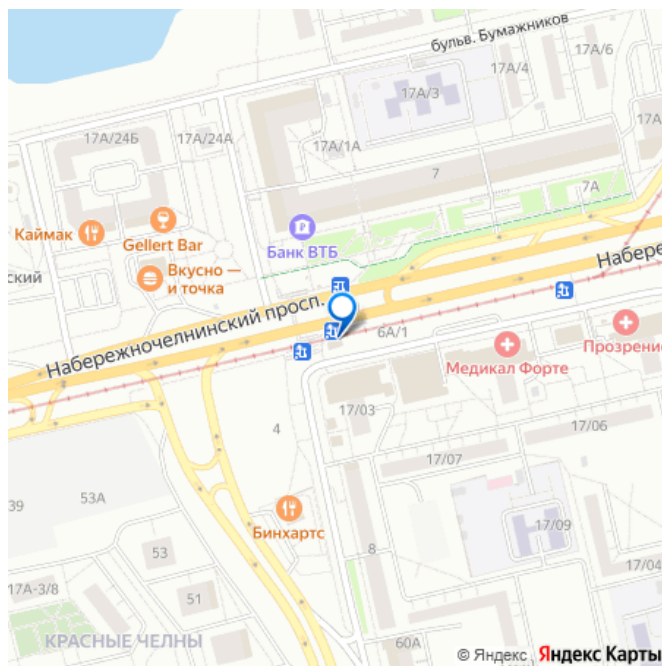 бульв. Бумажников
17А/6
17А/4
17А/3
17А/24Б
17А/24А
17А/1А
7
7А
Каймак
Gellert Bar
Банк ВТБ
ский
Вкусно —
и точка
Набере
Набережночелнинский просп.
6А/1
Медикал Форте
Прозрение
17/03
4
17/06
17/07
53А
39
Бинхартс
17/09
53
8
17/04
17А-3/8
51
КРАСНЫЕ ЧЕЛНЫ
60А
© Яндекс Яндекс Карты